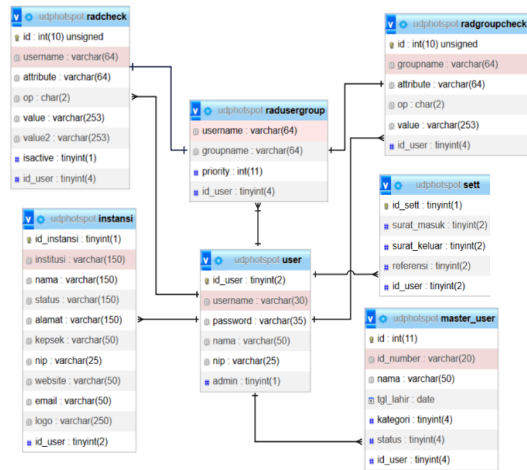 udphotspot radcheck
id : int(10) unsigned
username : varchar(64)
attribute : varchar(64)
op : char(2)
value : varchar(253)
value2 : varchar(253)
isactive : tinyint(1)
id_user : tinyint(4)
udphotspot radusergroup
username : varchar(64)
groupname : varchar(64)
priority : int(11)
id_user : tinyint(4)
udphotspot radgroupcheck
id : int(10) unsigned
groupname : varchar(64)
attribute : varchar(64)
op : char(2)
value : varchar(253)
id_user : tinyint(4)
udphotspot instansi
id_instansi : tinyint(1)
institusi : varchar(150)
nama : varchar(150)
status : varchar(150)
alamat : varchar(150)
kepsek : varchar(50)
nip : varchar(25)
website : varchar(50)
email : varchar(50)
logo : varchar(250)
id_user : tinyint(2)
udphotspot user
id_user : tinyint(2)
username : varchar(30)
password : varchar(35)
nama : varchar(50)
nip : varchar(25)
admin : tinyint(1)
udphotspot sett
id_sett : tinyint(1)
surat_masuk : tinyint(2)
surat_keluar : tinyint(2)
referensi : tinyint(2)
id_user : tinyint(2)
udphotspot master_user
id : int(11)
id_number : varchar(20)
nama : varchar(50)
tgl_lahir : date
kategori : tinyint(4)
status : tinyint(4)
id_user : tinyint(4)